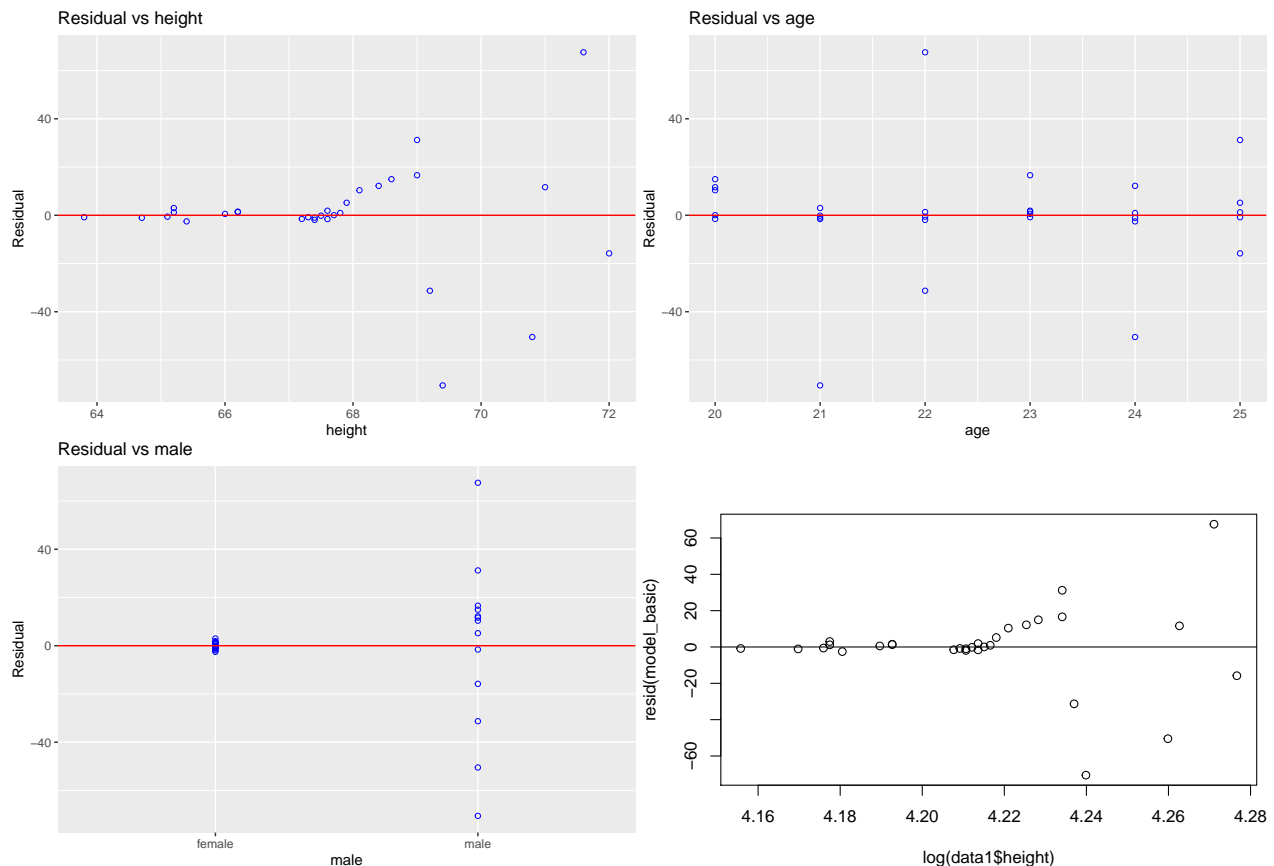 Residual vs height
Residual
40
0
−40
64 66 68 70 72
height
Residual vs age
Residual
40
0
−40
20 21 22 23 24 25
age
Residual vs male
Residual
40
0
−40
female male
male
resid(model_basic)
60
40
20
0
−20
−60
4.16 4.18 4.20 4.22 4.24 4.26 4.28
log(data1$height)